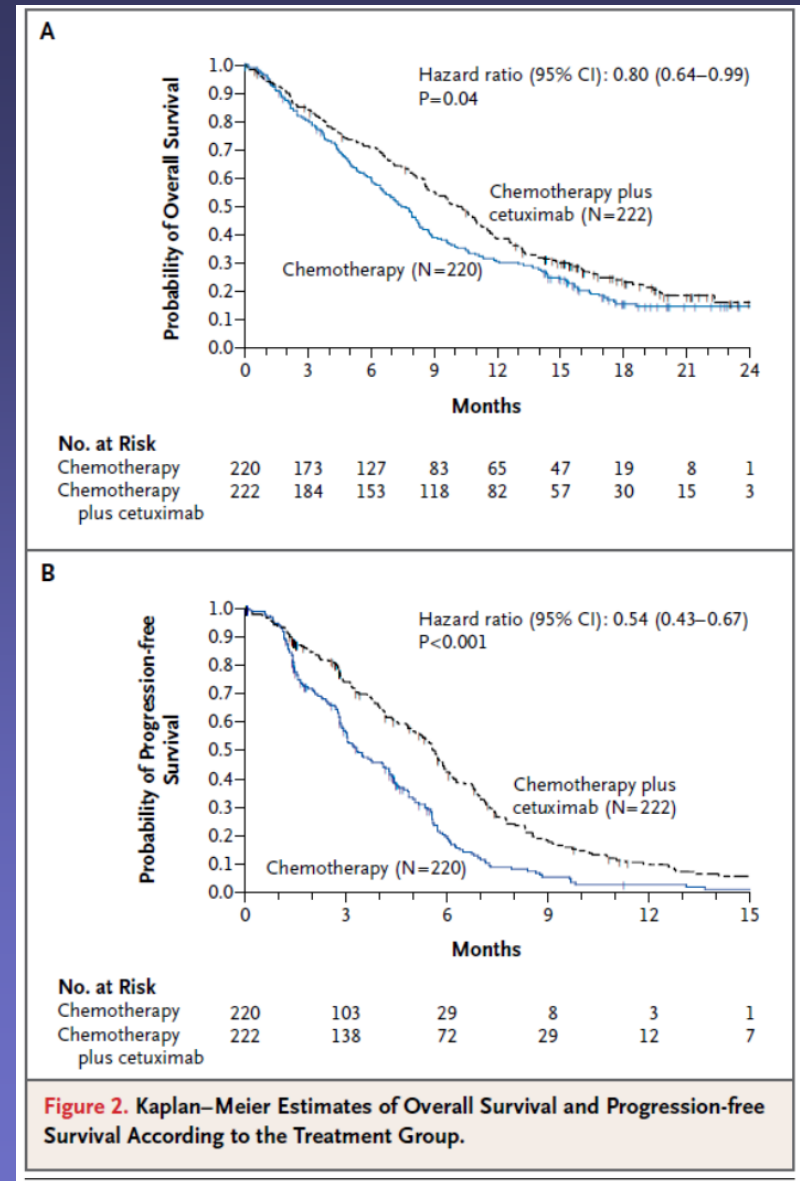 A
Probability of Overall Survival
1.0
0.9
0.8
0.7
0.6
0.5
0.4
0.3
0.2
0.1
0.0
Hazard ratio (95% CI): 0.80 (0.64–0.99)
P=0.04
Chemotherapy plus
cetuximab (N=222)
Chemotherapy (N=220)
0 3 6 9 12 15 18 21 24
Months
No. at Risk
Chemotherapy 220 173 127 83 65 47 19 8 1
Chemotherapy 222 184 153 118 82 57 30 15 3
plus cetuximab
B
Probability of Progression-free
Survival
1.0
0.9
0.8
0.7
0.6
0.5
0.4
0.3
0.2
0.1
0.0
Hazard ratio (95% CI): 0.54 (0.43–0.67)
P<0.001
Chemotherapy plus
cetuximab (N=222)
Chemotherapy (N=220)
0 3 6 9 12 15
Months
No. at Risk
Chemotherapy 220 103 29 8 3 1
Chemotherapy 222 138 72 29 12 7
plus cetuximab
Figure 2. Kaplan–Meier Estimates of Overall Survival and Progression-free
Survival According to the Treatment Group.